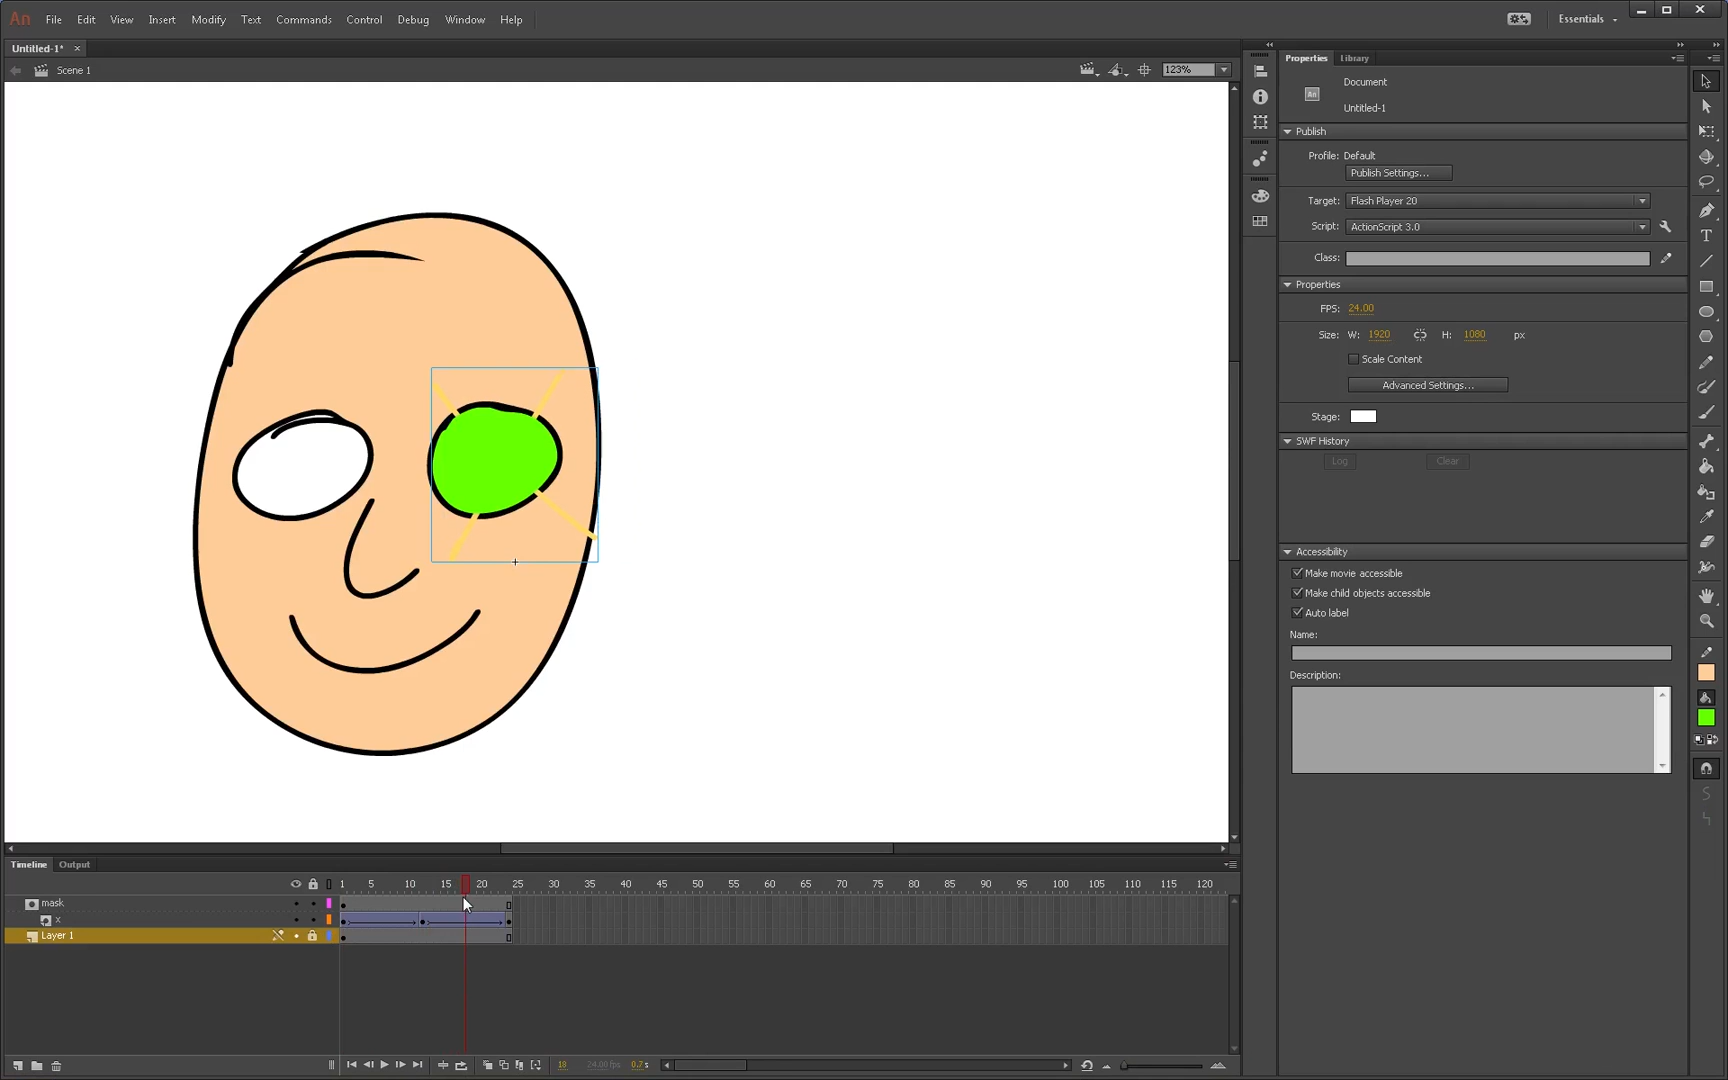 An File Edit View Insert Modify Text Commands Control Debug Window Help Essentials
Untitled-1* ×
Scene 1 123%
Properties Library
Document
An
Untitled-1
Publish
Profile: Default
Publish Settings...
Target: Flash Player 20
Script: ActionScript 3.0
Class:
Properties
FPS: 24.00
Size: W: 1920 H: 1080 px
Scale Content
Advanced Settings...
Stage:
SWF History
Log Clear
Accessibility
Make movie accessible
Make child objects accessible
Auto label
Name:
Description:
Timeline Output
1 5 10 15 20 25 30 35 40 45 50 55 60 65 70 75 80 85 90 95 100 105 110 115 120
mask
x
Layer 1
18 24.00 fps 0.7 s